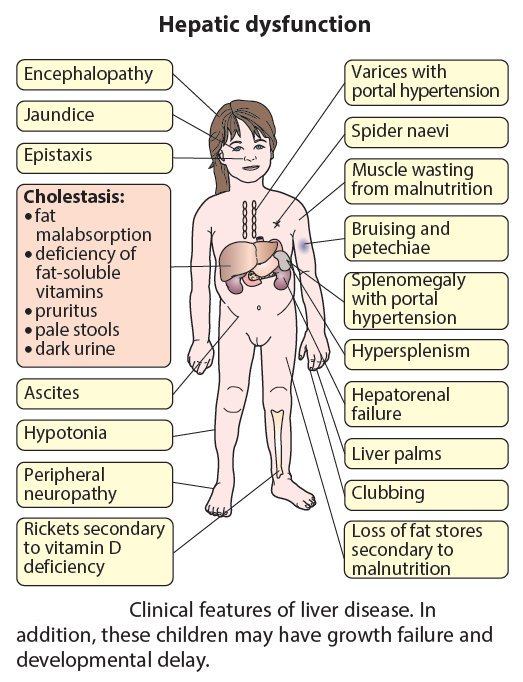 Hepatic dysfunction
Encephalopathy
Jaundice
Epistaxis
Cholestasis:
• fat
malabsorption
• deficiency of
fat-soluble
vitamins
• pruritus
• pale stools
• dark urine
Ascites
Hypotonia
Peripheral
neuropathy
Rickets secondary
to vitamin D
deficiency
Varices with
portal hypertension
Spider naevi
Muscle wasting
from malnutrition
Bruising and
petechiae
Splenomegaly
with portal
hypertension
Hypersplenism
Hepatorenal
failure
Liver palms
Clubbing
Loss of fat stores
secondary to
malnutrition
Clinical features of liver disease. In
addition, these children may have growth failure and
developmental delay.